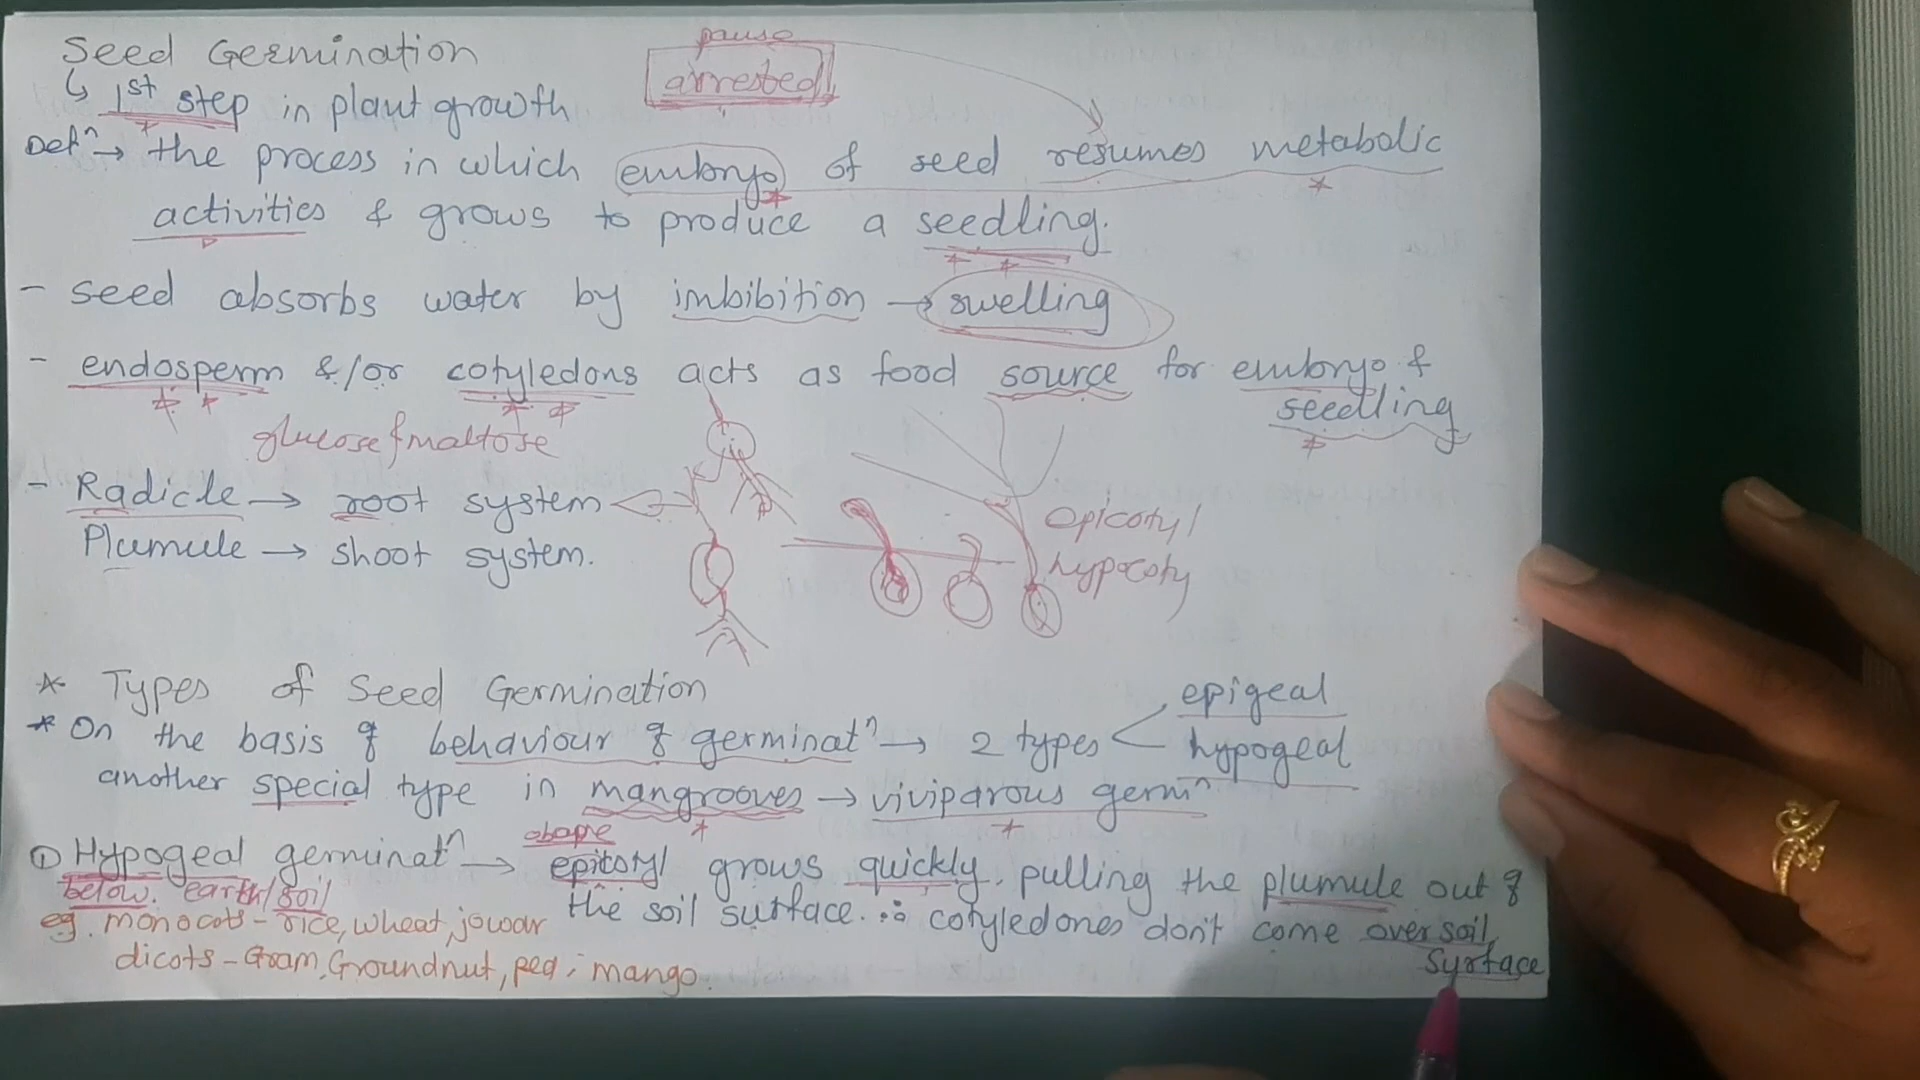 Seed Germination
pause
↳ 1st step in plant growth
arrested
Defⁿ → the process in which embryo of seed resumes metabolic
activities & grows to produce a seedling.
- seed absorbs water by imbibition → swelling
- endosperm &/or cotyledons acts as food source for embryo &
seedling
glucose & maltose
- Radicle → root system
Plumule → shoot system.
epicotyl
hypocoty
* Types of Seed Germination
* On the basis of behaviour of germinatⁿ → 2 types < epigeal
hypogeal
another special type in mangrooves → viviparous germⁿ
above
① Hypogeal germinatⁿ → epicotyl grows quickly, pulling the plumule out of
below. earth/soil
the soil surface. ∴ cotyledones don't come over soil
surface
eg. monocots - rice, wheat, jowar
dicots - Gram, Groundnut, pea, mango.